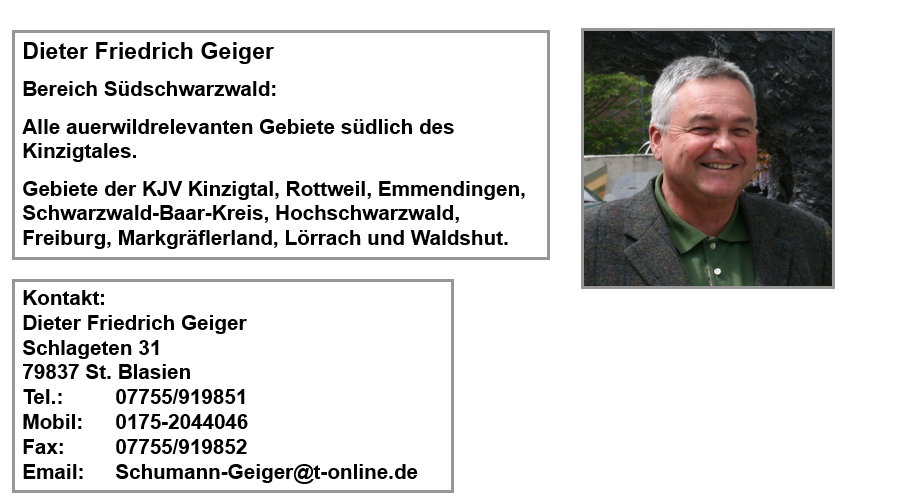 Dieter Friedrich Geiger
Bereich Südschwarzwald:
Alle auerwildrelevanten Gebiete südlich des
Kinzigtales.
Gebiete der KJV Kinzigtal, Rottweil, Emmendingen,
Schwarzwald-Baar-Kreis, Hochschwarzwald,
Freiburg, Markgräflerland, Lörrach und Waldshut.
Kontakt:
Dieter Friedrich Geiger
Schlageten 31
79837 St. Blasien
Tel.: 07755/919851
Mobil: 0175-2044046
Fax: 07755/919852
Email: Schumann-Geiger@t-online.de